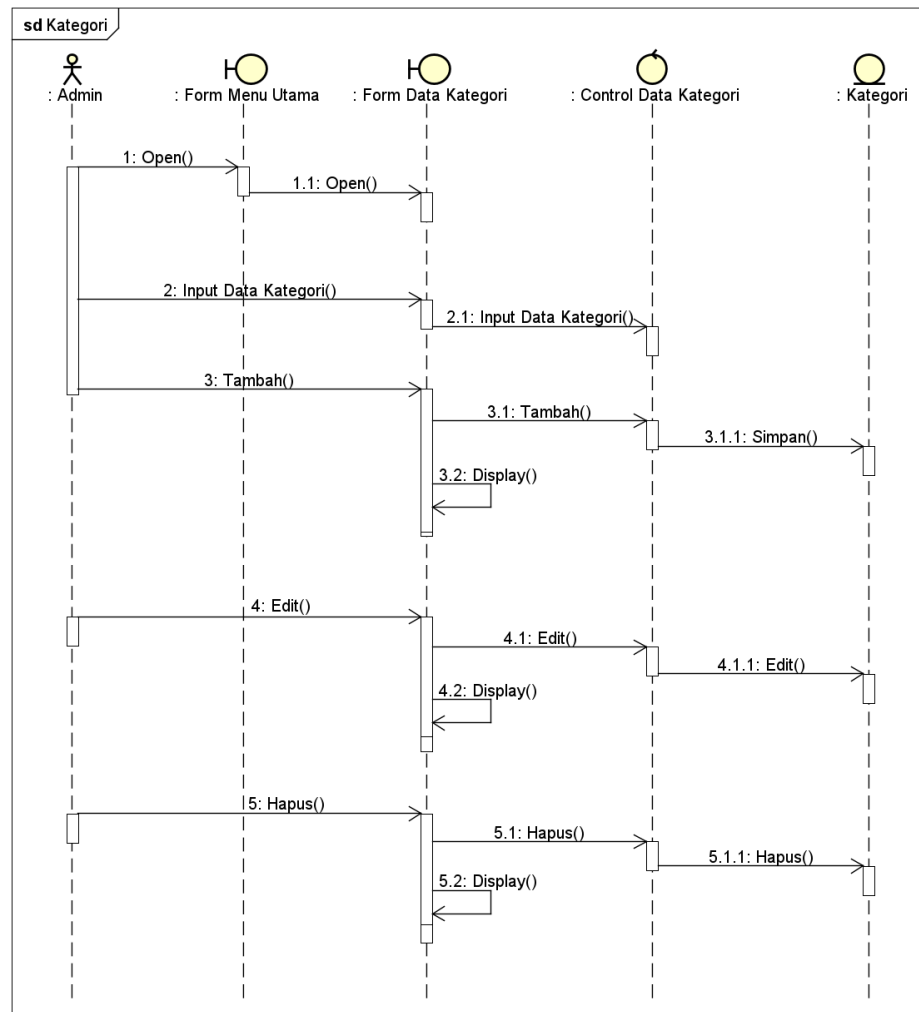 sd Kategori
: Admin
: Form Menu Utama
: Form Data Kategori
: Control Data Kategori
: Kategori
1: Open()
1.1: Open()
2: Input Data Kategori()
2.1: Input Data Kategori()
3: Tambah()
3.1: Tambah()
3.1.1: Simpan()
3.2: Display()
4: Edit()
4.1: Edit()
4.1.1: Edit()
4.2: Display()
5: Hapus()
5.1: Hapus()
5.1.1: Hapus()
5.2: Display()